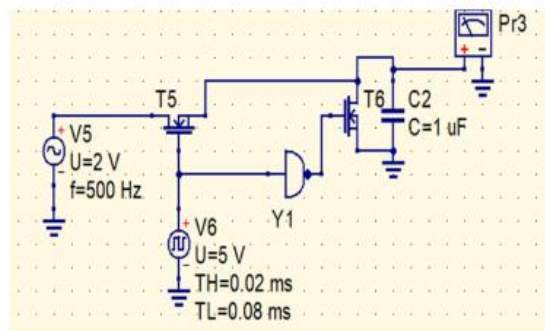 Pr3
+ -
T5
T6
C2
C=1 uF
+
V5
U=2 V
-
f=500 Hz
Y1
+
V6
U=5 V
-
TH=0.02 ms
TL=0.08 ms